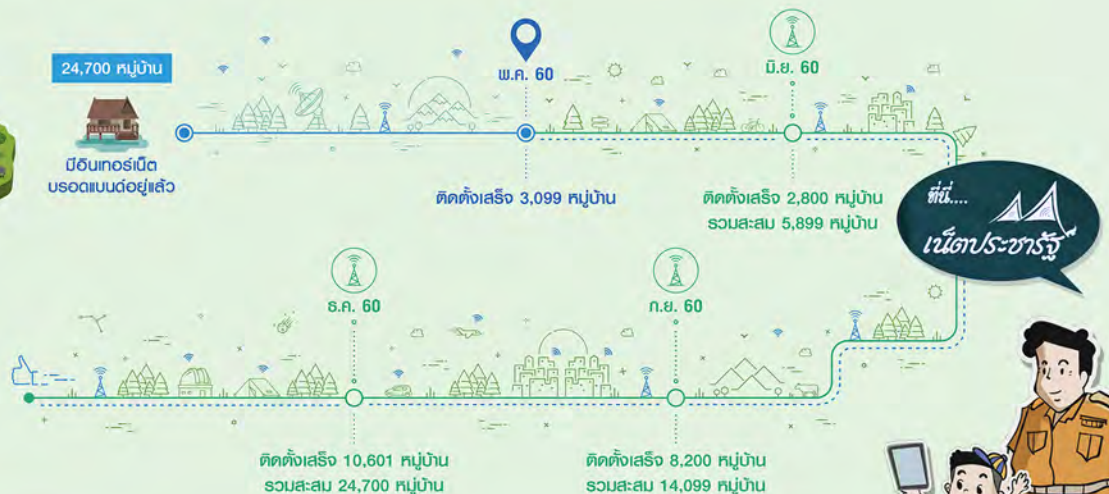 24,700 หมู่บ้าน
มีอินเทอร์เน็ต
บรอดแบนด์อยู่แล้ว
พ.ค. 60
ติดตั้งเสร็จ 3,099 หมู่บ้าน
มิ.ย. 60
ติดตั้งเสร็จ 2,800 หมู่บ้าน
รวมสะสม 5,899 หมู่บ้าน
ที่นี่....
เน็ตประชารัฐ
ก.ย. 60
ติดตั้งเสร็จ 8,200 หมู่บ้าน
รวมสะสม 14,099 หมู่บ้าน
ธ.ค. 60
ติดตั้งเสร็จ 10,601 หมู่บ้าน
รวมสะสม 24,700 หมู่บ้าน